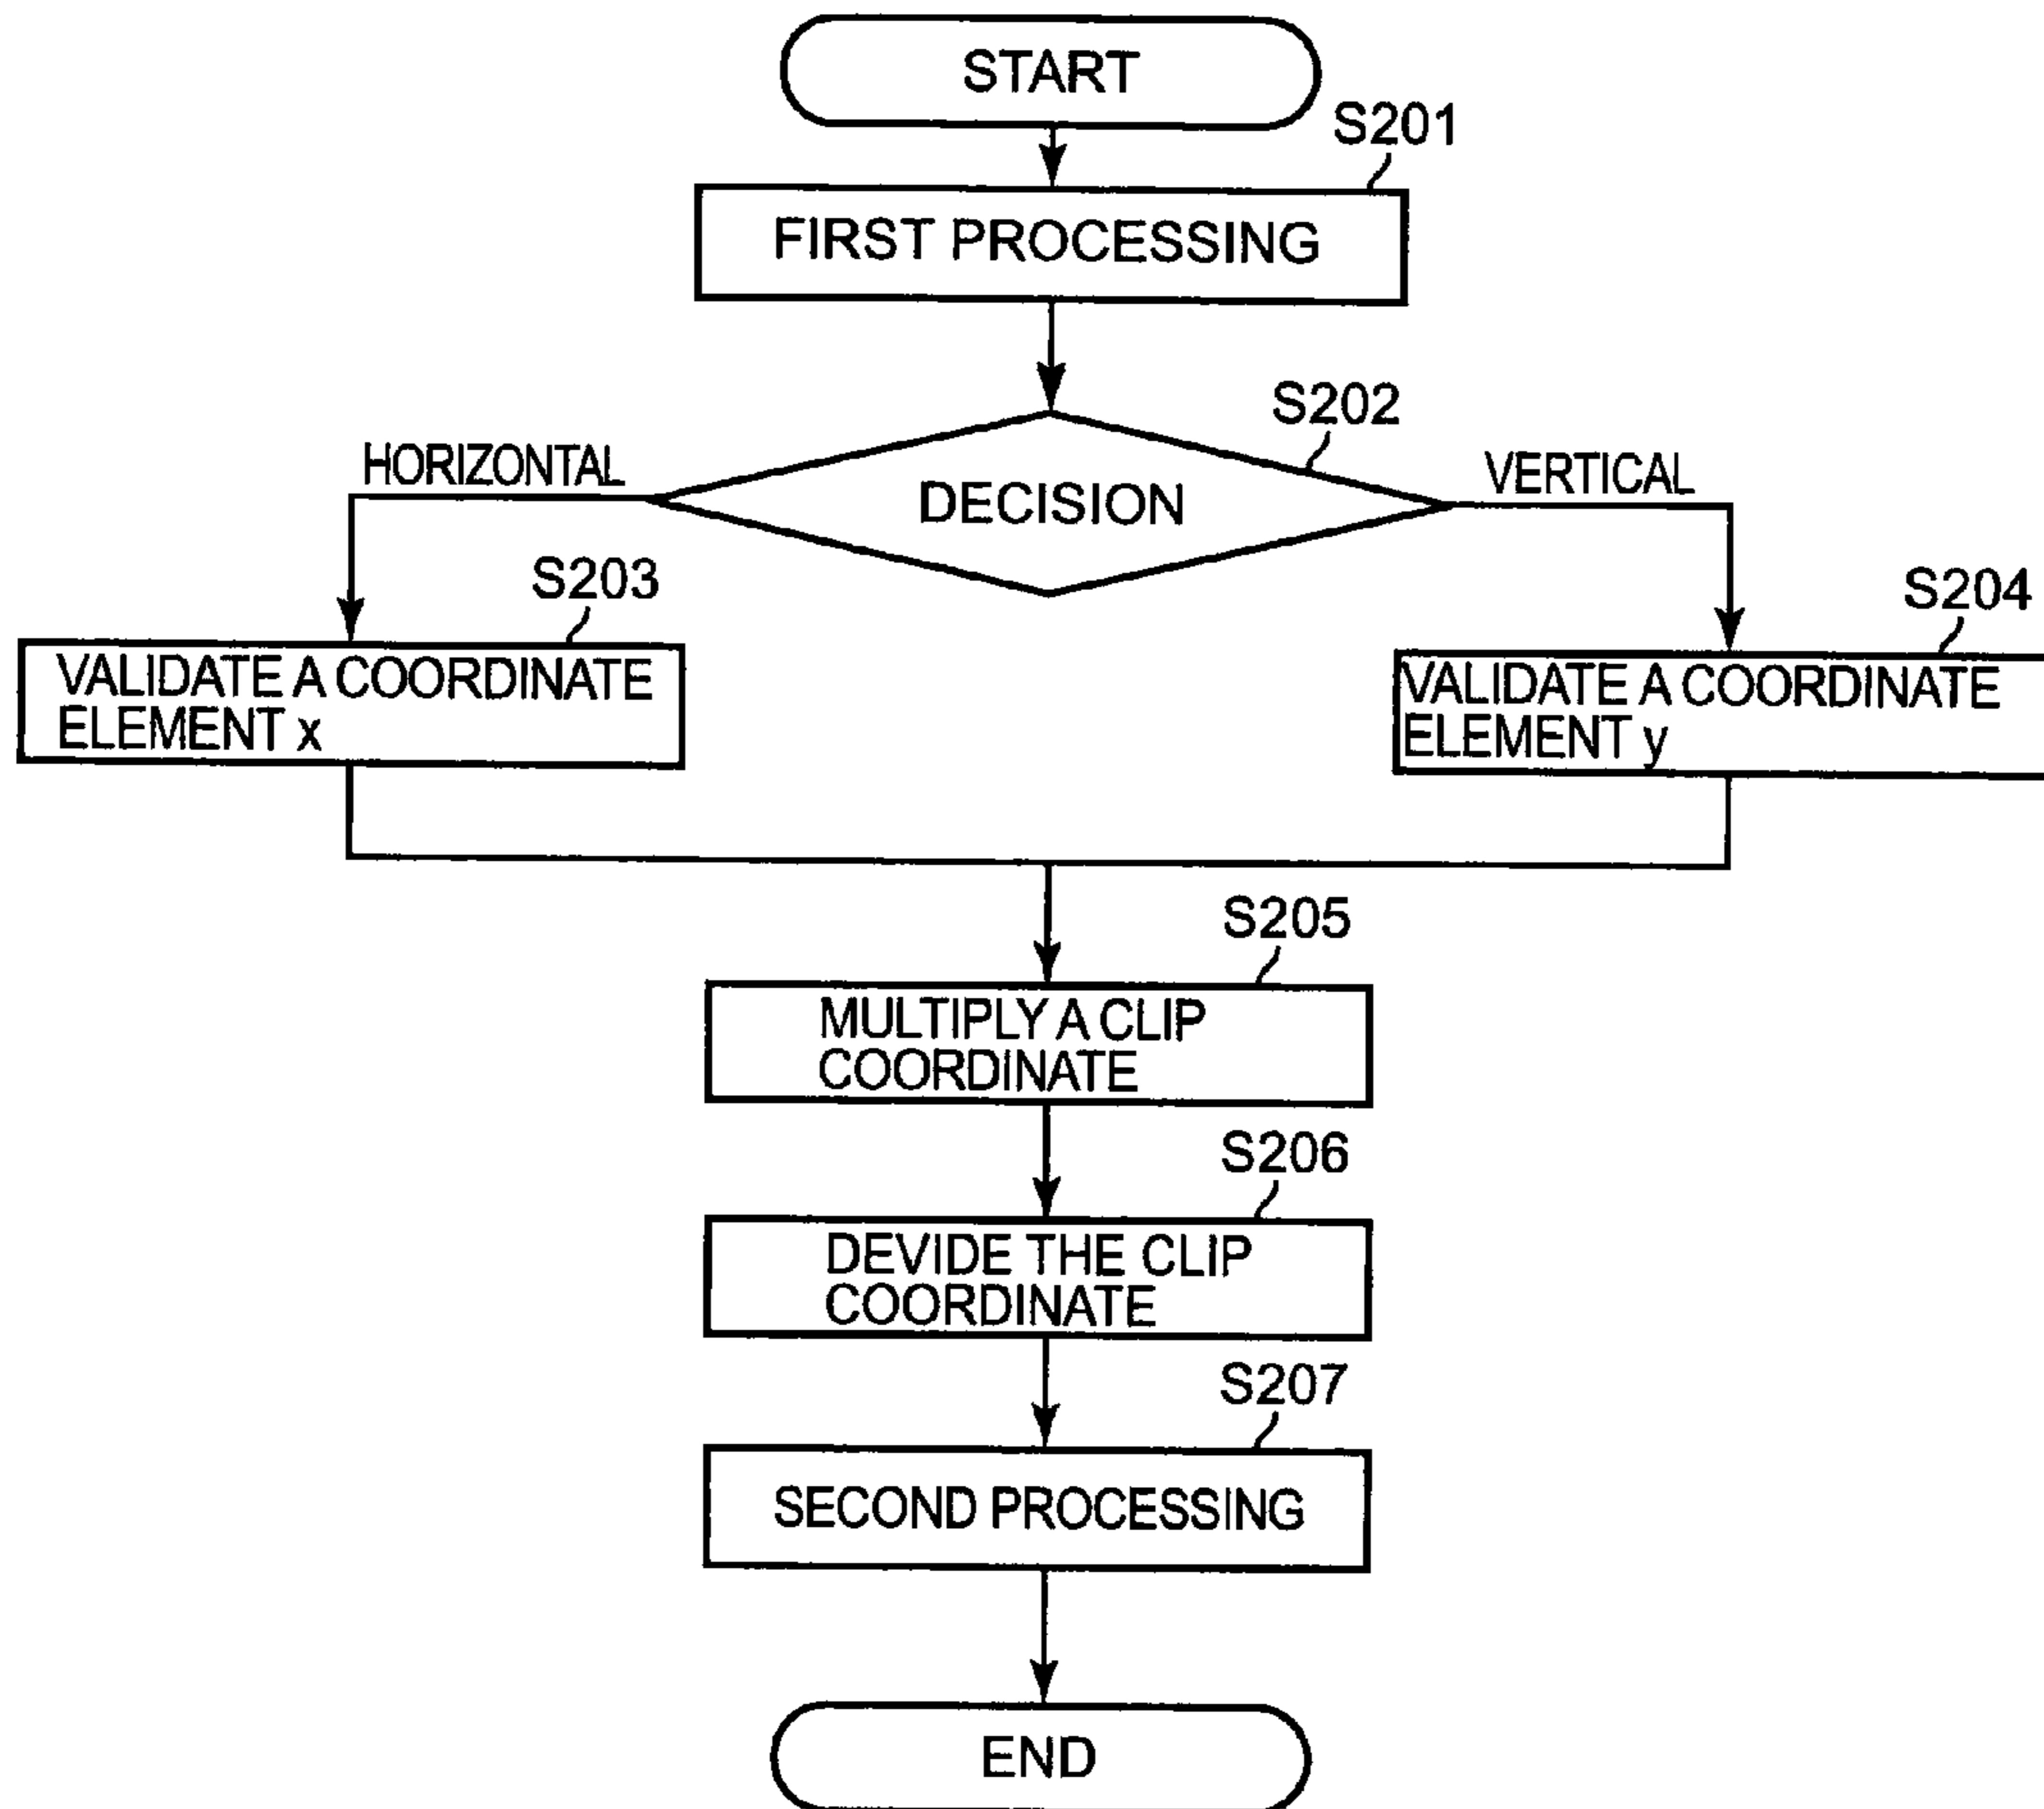 START
S201
FIRST PROCESSING
S202
HORIZONTAL
DECISION
VERTICAL
S203
S204
VALIDATE A COORDINATE
ELEMENT x
VALIDATE A COORDINATE
ELEMENT y
S205
MULTIPLY A CLIP
COORDINATE
S206
DEVIDE THE CLIP
COORDINATE
S207
SECOND PROCESSING
END